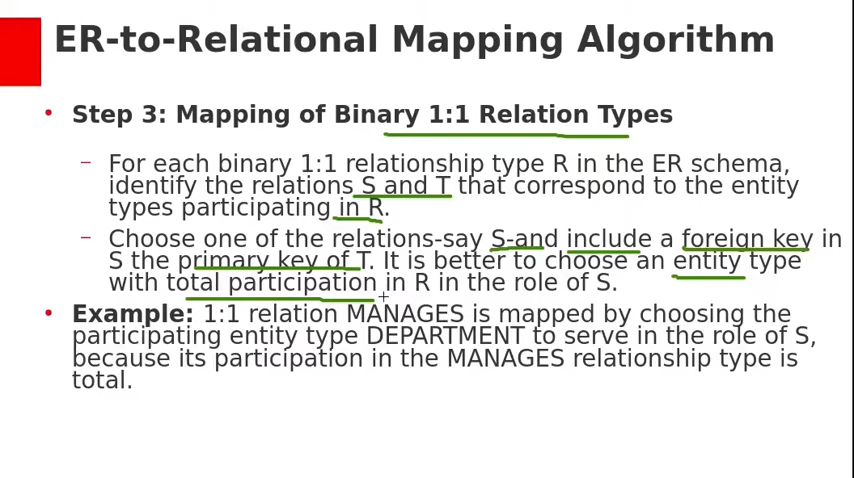 ER-to-Relational Mapping Algorithm
• Step 3: Mapping of Binary 1:1 Relation Types
– For each binary 1:1 relationship type R in the ER schema,
identify the relations S and T that correspond to the entity
types participating in R.
– Choose one of the relations-say S-and include a foreign key in
S the primary key of T. It is better to choose an entity type
with total participation in R in the role of S.
• Example: 1:1 relation MANAGES is mapped by choosing the
participating entity type DEPARTMENT to serve in the role of S,
because its participation in the MANAGES relationship type is
total.